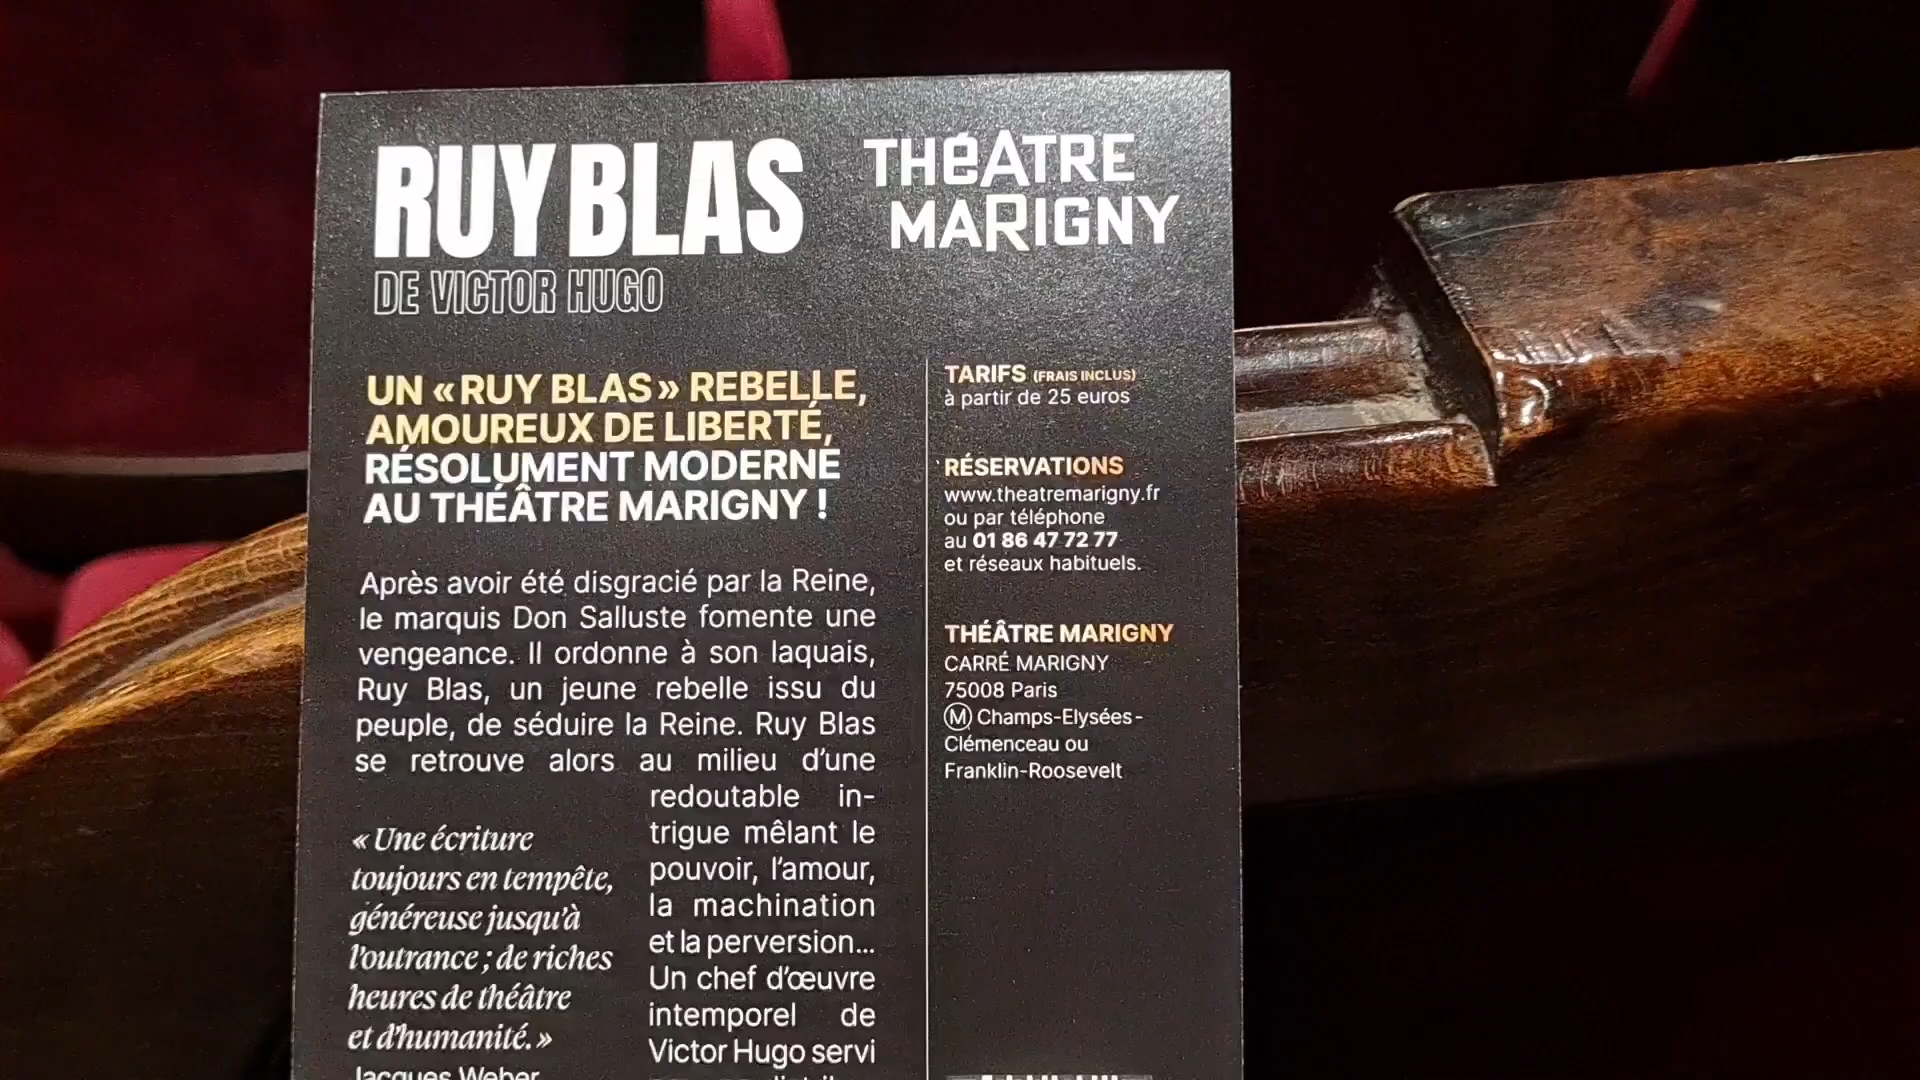 RUY BLAS
DE VICTOR HUGO
THÉÂTRE
MARIGNY
UN « RUY BLAS » REBELLE,
AMOUREUX DE LIBERTÉ,
RÉSOLUMENT MODERNE
AU THÉÂTRE MARIGNY !
Après avoir été disgracié par la Reine,
le marquis Don Salluste fomente une
vengeance. Il ordonne à son laquais,
Ruy Blas, un jeune rebelle issu du
peuple, de séduire la Reine. Ruy Blas
se retrouve alors au milieu d’une
redoutable in-
trigue mêlant le
pouvoir, l’amour,
la machination
et la perversion...
Un chef d’œuvre
intemporel de
Victor Hugo servi
« Une écriture
toujours en tempête,
généreuse jusqu’à
l’outrance ; de riches
heures de théâtre
et d’humanité. »
Jacques Weber
TARIFS (FRAIS INCLUS)
à partir de 25 euros
RÉSERVATIONS
www.theatremarigny.fr
ou par téléphone
au 01 86 47 72 77
et réseaux habituels.
THÉÂTRE MARIGNY
CARRÉ MARIGNY
75008 Paris
M Champs-Elysées-
Clémenceau ou
Franklin-Roosevelt